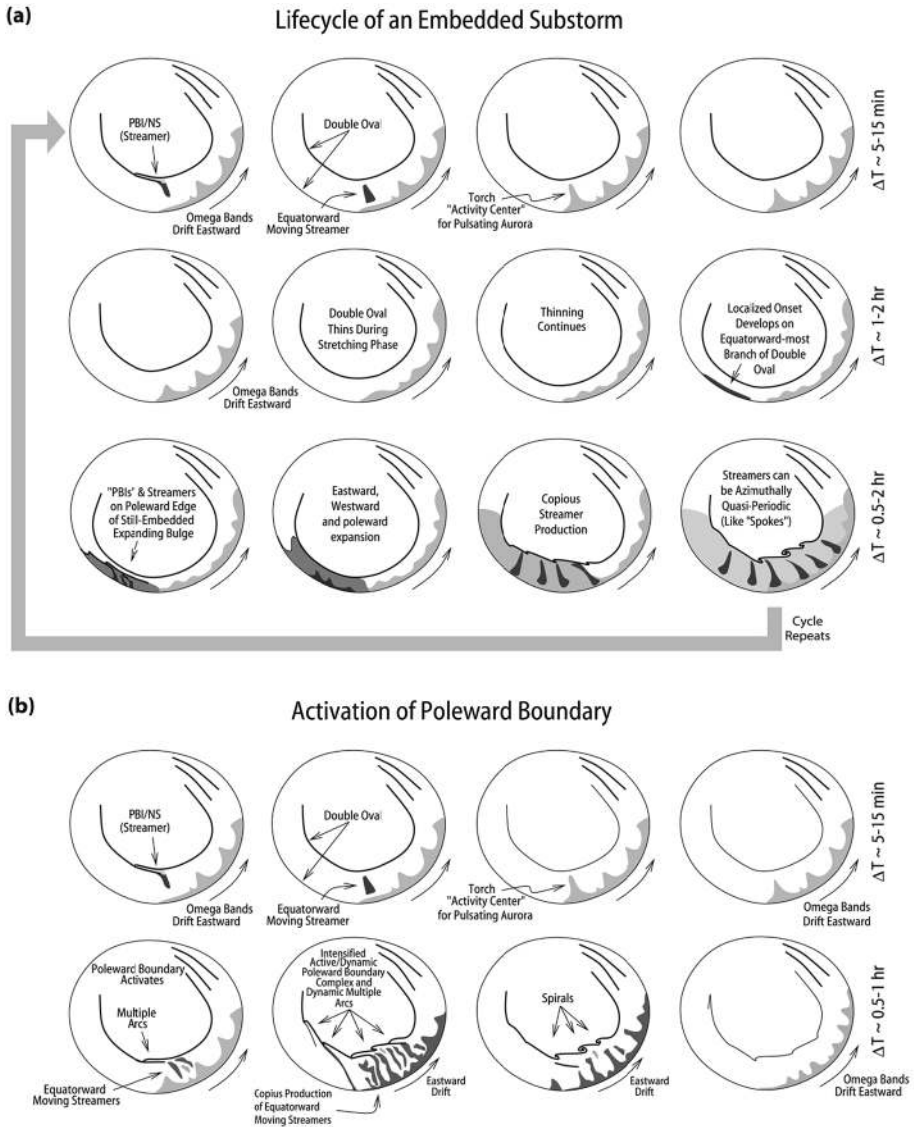 (a)
Lifecycle of an Embedded Substorm
PBI/NS
(Streamer)
Omega Bands
Drift Eastward
Double Oval
Equatorward
Moving Streamer
Torch
"Activity Center"
for Pulsating Aurora
ΔT ~ 5-15 min
Omega Bands
Drift Eastward
Double Oval
Thins During
Stretching Phase
Thinning
Continues
Localized Onset
Develops on
Equatorward-most
Branch of Double
Oval
ΔT ~ 1-2 hr
"PBIs" & Streamers
on Poleward Edge
of Still-Embedded
Expanding Bulge
Eastward,
Westward
and poleward
expansion
Copious
Streamer
Production
Streamers can
be Azimuthally
Quasi-Periodic
(Like "Spokes")
ΔT ~ 0.5-2 hr
Cycle
Repeats
(b)
Activation of Poleward Boundary
PBI/NS
(Streamer)
Omega Bands
Drift Eastward
Double Oval
Equatorward
Moving Streamer
Torch
"Activity Center"
for Pulsating Aurora
Omega Bands
Drift Eastward
ΔT ~ 5-15 min
Poleward Boundary
Activates
Multiple
Arcs
Equatorward
Moving Streamers
Intensified
Active/Dynamic
Poleward Boundary
Complex and
Dynamic Multiple
Arcs
Eastward
Drift
Copius Production
of Equatorward
Moving Streamers
Spirals
Eastward
Drift
Omega Bands
Drift Eastward
ΔT ~ 0.5-1 hr